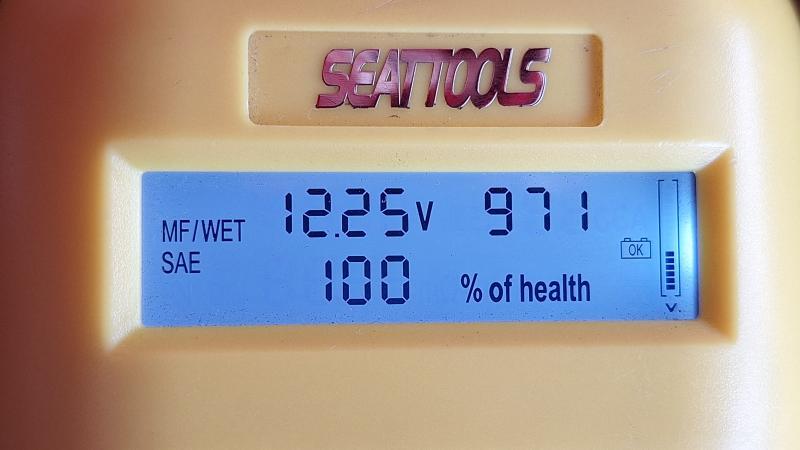 SEATTOOLS
MF/WET 12.25V 971
SAE 100 % of health
OK